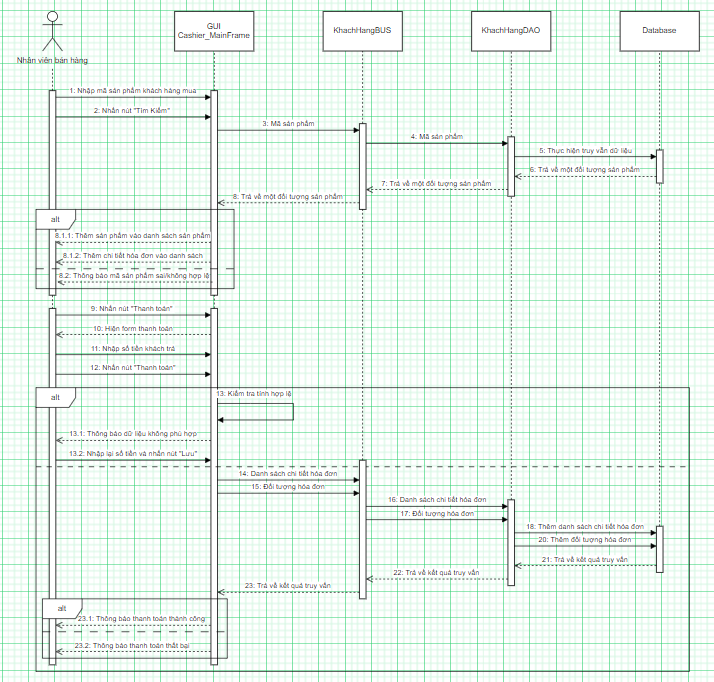 GUI
Cashier_MainFrame
KhachHangBUS
KhachHangDAO
Database
Nhân viên bán hàng
1: Nhập mã sản phẩm khách hàng mua
2: Nhấn nút "Tìm Kiếm"
3: Mã sản phẩm
4: Mã sản phẩm
5: Thực hiện truy vấn dữ liệu
6: Trả về một đối tượng sản phẩm
7: Trả về một đối tượng sản phẩm
8: Trả về một đối tượng sản phẩm
alt
8.1.1: Thêm sản phẩm vào danh sách sản phẩm
8.1.2: Thêm chi tiết hóa đơn vào danh sách
8.2: Thông báo mã sản phẩm sai/không hợp lệ
9: Nhấn nút "Thanh toán"
10: Hiện form thanh toán
11: Nhập số tiền khách trả
12: Nhấn nút "Thanh toán"
alt
13: Kiểm tra tính hợp lệ
13.1: Thông báo dữ liệu không phù hợp
13.2: Nhập lại số tiền và nhấn nút "Lưu"
14: Danh sách chi tiết hóa đơn
15: Đối tượng hóa đơn
16: Danh sách chi tiết hóa đơn
17: Đối tượng hóa đơn
18: Thêm danh sách chi tiết hóa đơn
20: Thêm đối tượng hóa đơn
21: Trả về kết quả truy vấn
22: Trả về kết quả truy vấn
23: Trả về kết quả truy vấn
alt
23.1: Thông báo thanh toán thành công
23.2: Thông báo thanh toán thất bại